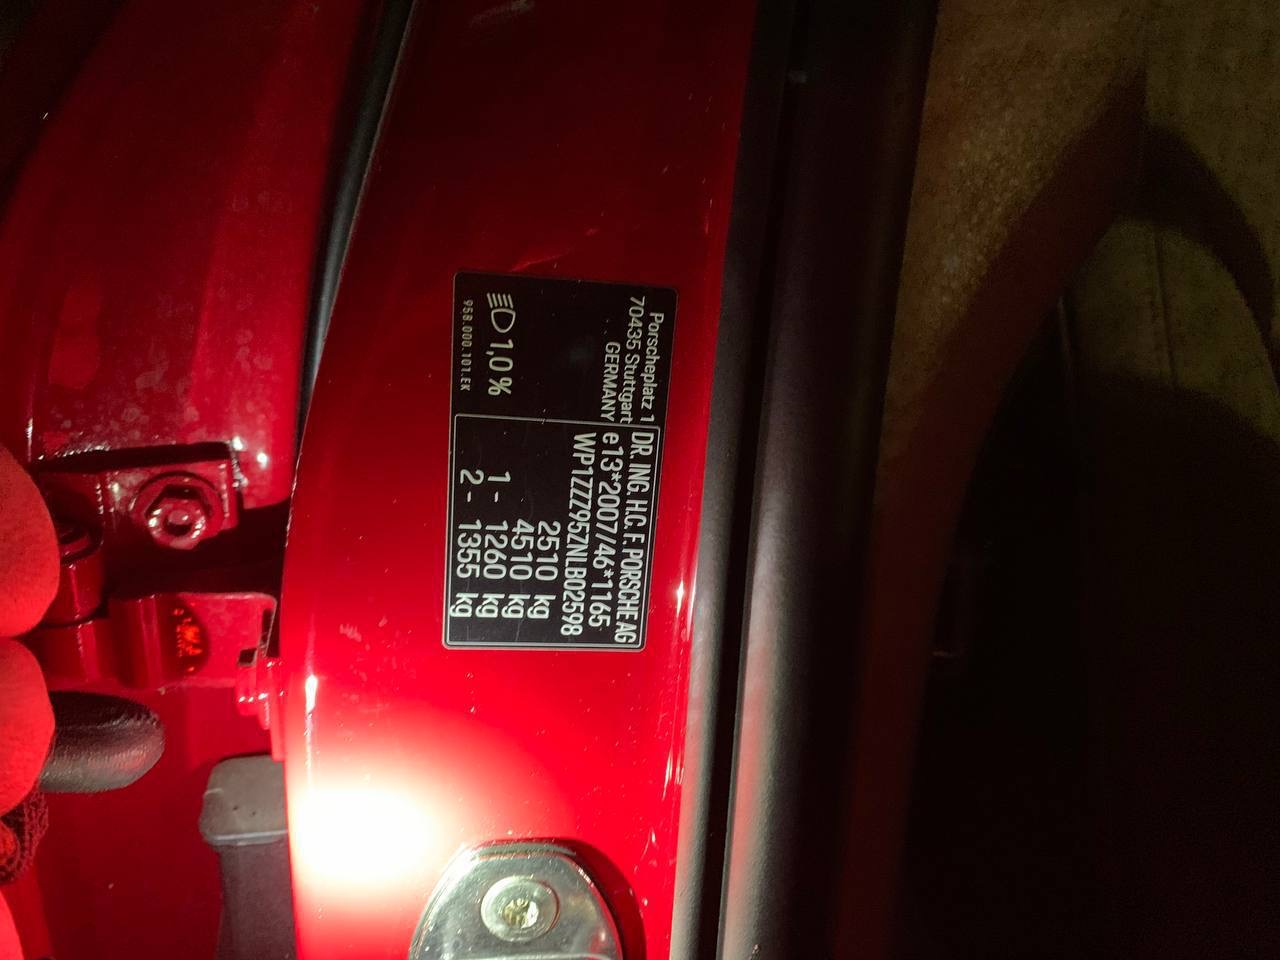 Porscheplatz 1
70435 Stuttgart
GERMANY
1,0 %
958.000.101.EK
DR. ING. H.C. F. PORSCHE AG
e13*2007/46*1165
WP1ZZZ95ZNLB02598
2510 kg
4510 kg
1 - 1260 kg
2 - 1355 kg